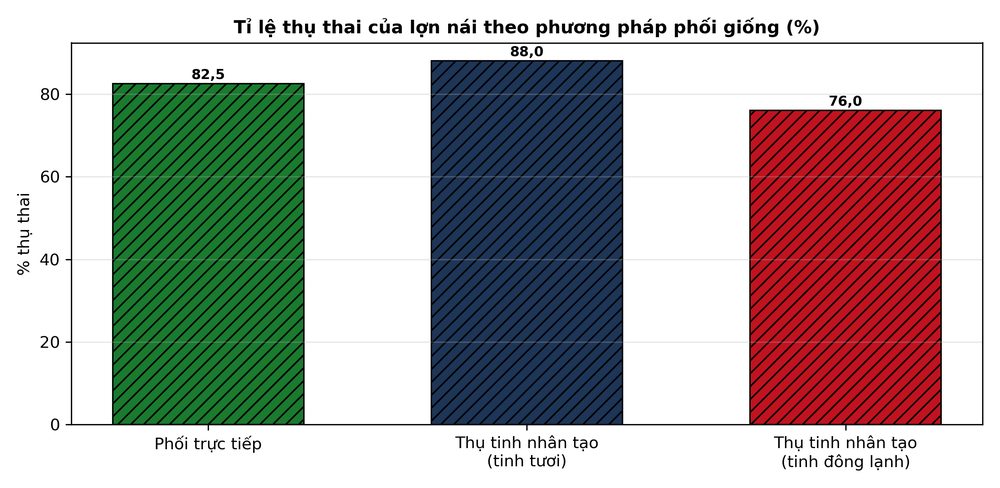 Tỉ lệ thụ thai của lợn nái theo phương pháp phối giống (%)
% thụ thai
80
60
40
20
0
82,5
88,0
76,0
Phối trực tiếp
Thụ tinh nhân tạo
(tinh tươi)
Thụ tinh nhân tạo
(tinh đông lạnh)